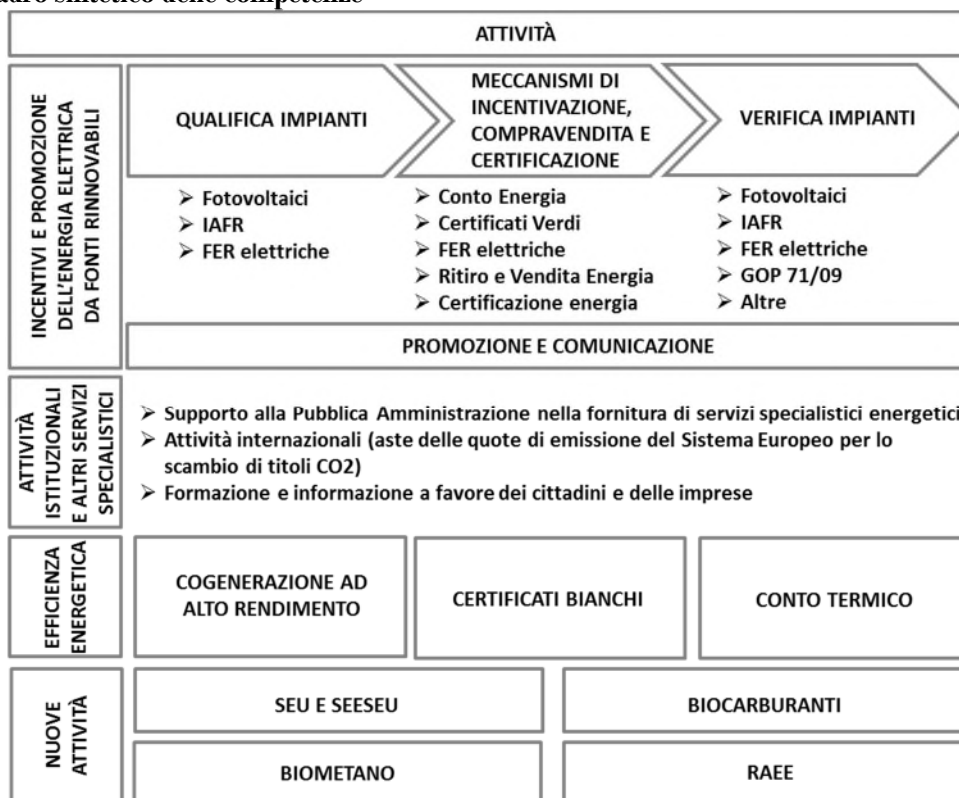 quadro sintetico delle competenze
ATTIVITÀ
INCENTIVI E PROMOZIONE
DELL'ENERGIA ELETTRICA
DA FONTI RINNOVABILI
QUALIFICA IMPIANTI
MECCANISMI DI
INCENTIVAZIONE,
COMPRAVENDITA E
CERTIFICAZIONE
VERIFICA IMPIANTI
➢ Fotovoltaici
➢ IAFR
➢ FER elettriche
➢ Conto Energia
➢ Certificati Verdi
➢ FER elettriche
➢ Ritiro e Vendita Energia
➢ Certificazione energia
➢ Fotovoltaici
➢ IAFR
➢ FER elettriche
➢ GOP 71/09
➢ Altre
PROMOZIONE E COMUNICAZIONE
ATTIVITÀ
ISTITUZIONALI
E ALTRI SERVIZI
SPECIALISTICI
➢ Supporto alla Pubblica Amministrazione nella fornitura di servizi specialistici energetici
➢ Attività internazionali (aste delle quote di emissione del Sistema Europeo per lo
scambio di titoli CO2)
➢ Formazione e informazione a favore dei cittadini e delle imprese
EFFICIENZA
ENERGETICA
COGENERAZIONE AD
ALTO RENDIMENTO
CERTIFICATI BIANCHI
CONTO TERMICO
NUOVE
ATTIVITÀ
SEU E SEESEU
BIOCARBURANTI
BIOMETANO
RAEE